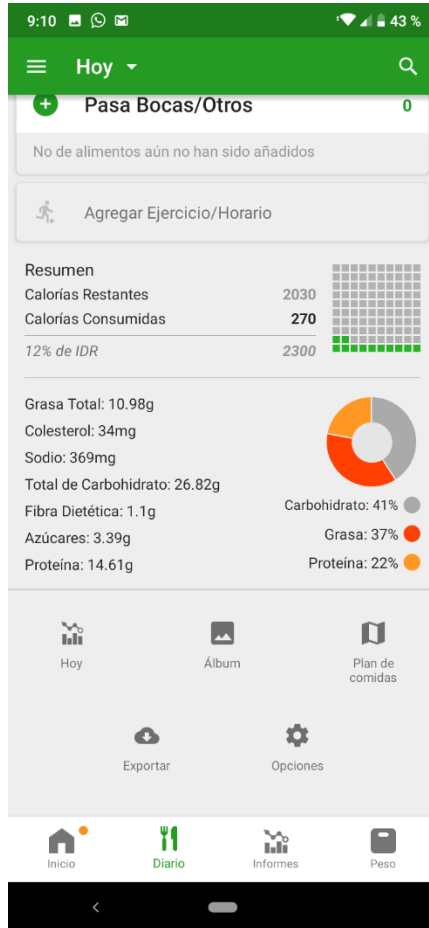 9:10
43 %
Hoy
Pasa Bocas/Otros 0
No de alimentos aún no han sido añadidos
Agregar Ejercicio/Horario
Resumen
Calorías Restantes 2030
Calorías Consumidas 270
12% de IDR 2300
Grasa Total: 10.98g
Colesterol: 34mg
Sodio: 369mg
Total de Carbohidrato: 26.82g
Fibra Dietética: 1.1g
Azúcares: 3.39g
Proteína: 14.61g
Carbohidrato: 41%
Grasa: 37%
Proteína: 22%
Hoy
Álbum
Plan de
comidas
Exportar
Opciones
Inicio
Diario
Informes
Peso